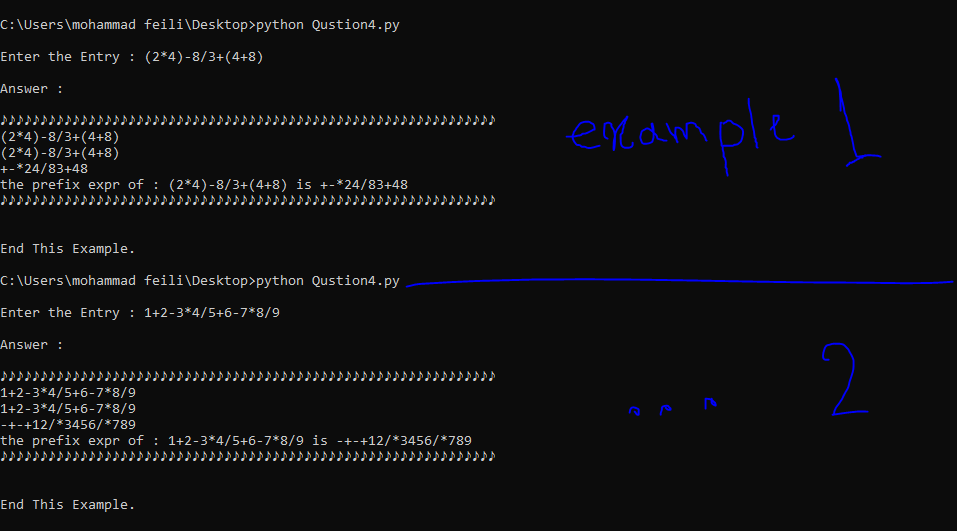 C:\Users\mohammad feili\Desktop>python Qustion4.py
Enter the Entry : (2*4)-8/3+(4+8)
Answer :
♪♪♪♪♪♪♪♪♪♪♪♪♪♪♪♪♪♪♪♪♪♪♪♪♪♪♪♪♪♪♪♪♪♪♪♪♪♪♪♪♪♪♪♪♪♪♪♪♪♪♪♪♪♪♪♪♪♪♪♪♪♪
(2*4)-8/3+(4+8)
(2*4)-8/3+(4+8)
+-*24/83+48
the prefix expr of : (2*4)-8/3+(4+8) is +-*24/83+48
♪♪♪♪♪♪♪♪♪♪♪♪♪♪♪♪♪♪♪♪♪♪♪♪♪♪♪♪♪♪♪♪♪♪♪♪♪♪♪♪♪♪♪♪♪♪♪♪♪♪♪♪♪♪♪♪♪♪♪♪♪♪
example 1
End This Example.
C:\Users\mohammad feili\Desktop>python Qustion4.py
Enter the Entry : 1+2-3*4/5+6-7*8/9
Answer :
♪♪♪♪♪♪♪♪♪♪♪♪♪♪♪♪♪♪♪♪♪♪♪♪♪♪♪♪♪♪♪♪♪♪♪♪♪♪♪♪♪♪♪♪♪♪♪♪♪♪♪♪♪♪♪♪♪♪♪♪♪♪
1+2-3*4/5+6-7*8/9
1+2-3*4/5+6-7*8/9
-+-+12/*3456/*789
the prefix expr of : 1+2-3*4/5+6-7*8/9 is -+-+12/*3456/*789
♪♪♪♪♪♪♪♪♪♪♪♪♪♪♪♪♪♪♪♪♪♪♪♪♪♪♪♪♪♪♪♪♪♪♪♪♪♪♪♪♪♪♪♪♪♪♪♪♪♪♪♪♪♪♪♪♪♪♪♪♪♪
... 2
End This Example.